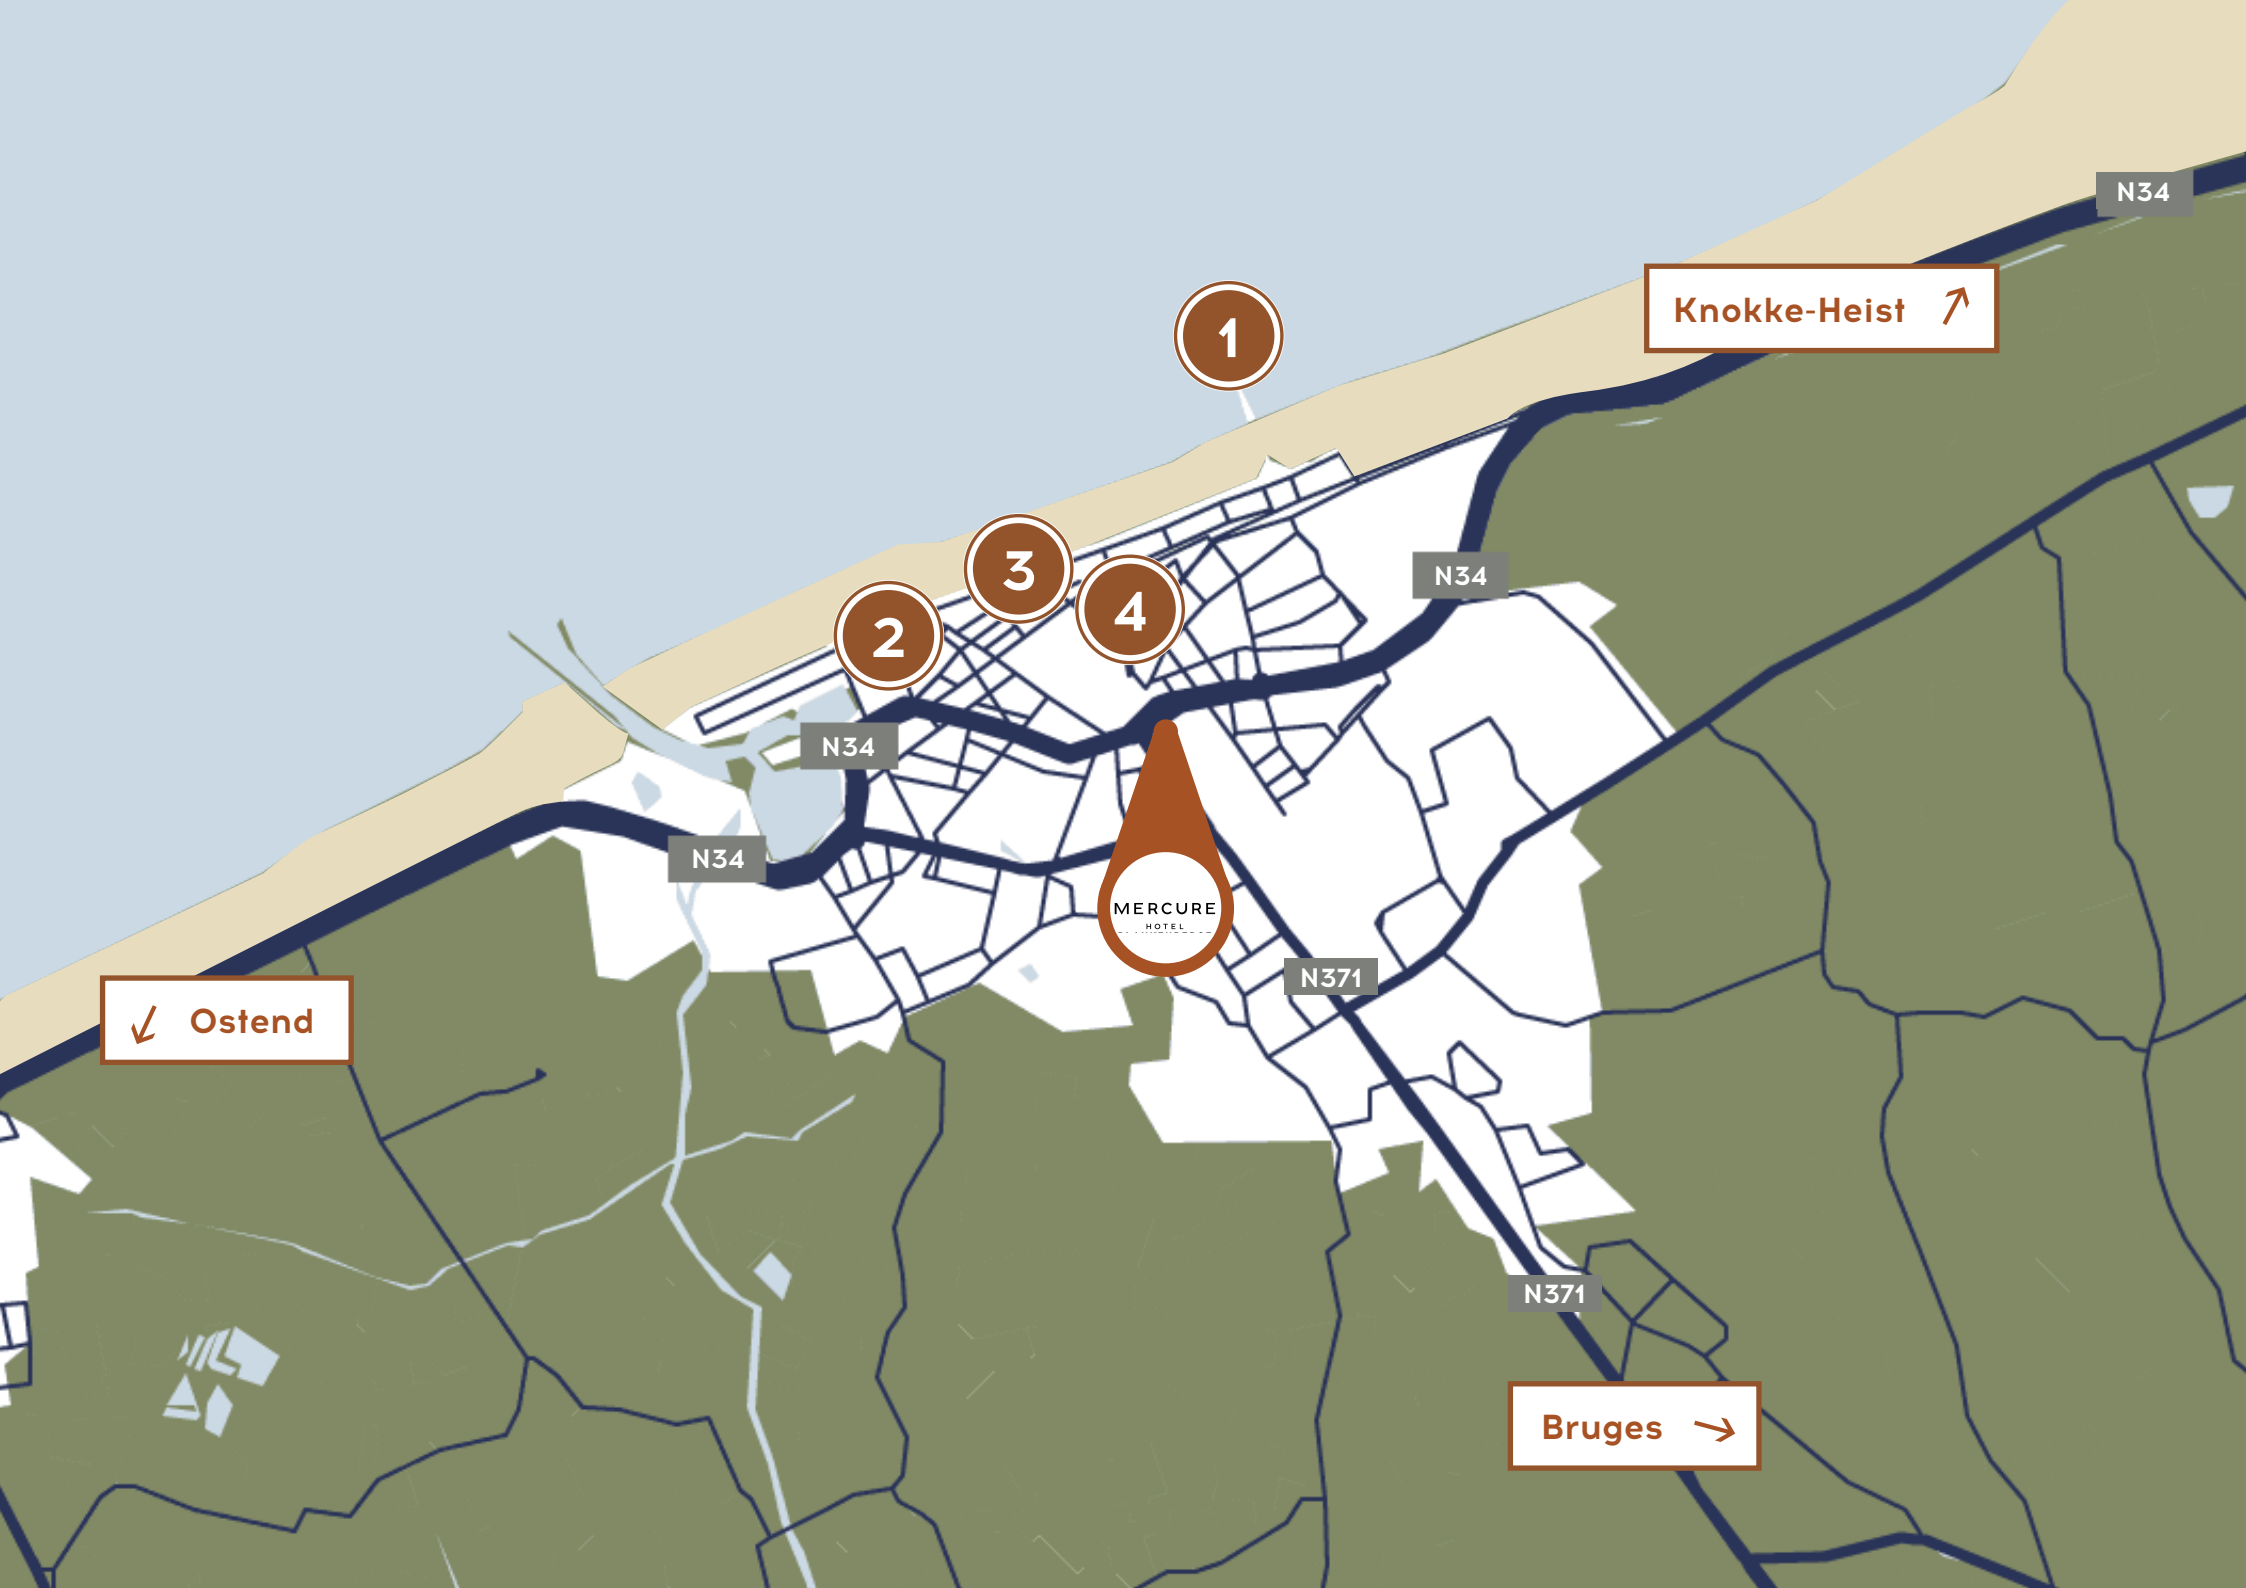 N34
1
Knokke-Heist
3
N34
4
2
N34
N34
MERCURE
HOTEL
N371
Ostend
N371
Bruges